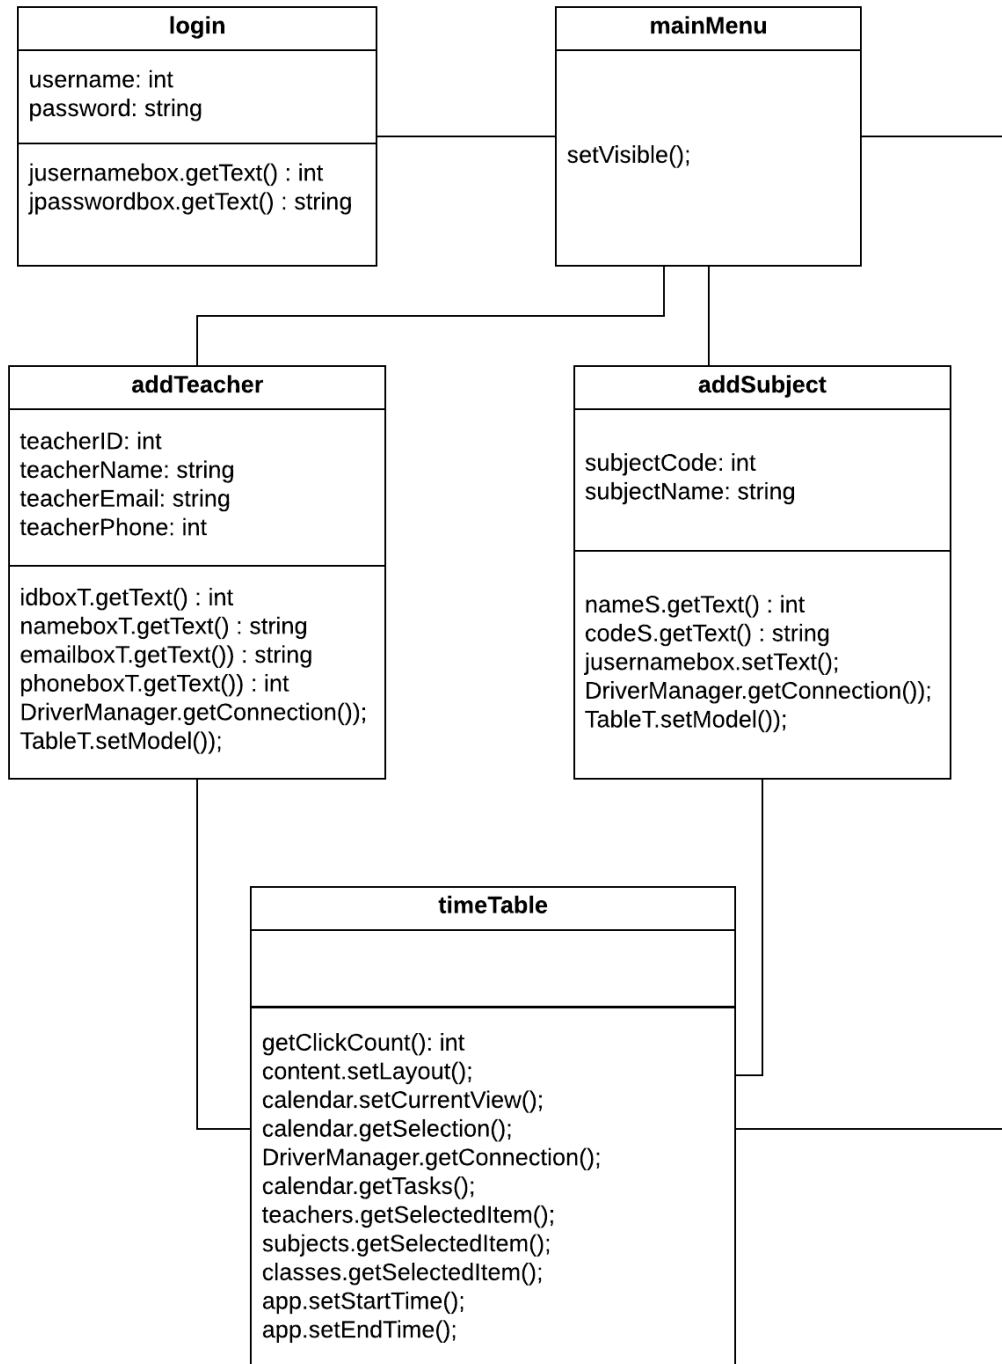 login
username: int
password: string
jusernamebox.getText() : int
jpasswordbox.getText() : string
mainMenu
setVisible();
addTeacher
teacherID: int
teacherName: string
teacherEmail: string
teacherPhone: int
idboxT.getText() : int
nameboxT.getText() : string
emailboxT.getText()) : string
phoneboxT.getText()) : int
DriverManager.getConnection());
TableT.setModel());
addSubject
subjectCode: int
subjectName: string
nameS.getText() : int
codeS.getText() : string
jusernamebox.setText();
DriverManager.getConnection());
TableT.setModel());
timeTable
getClickCount(): int
content.setLayout();
calendar.setCurrentView();
calendar.getSelection();
DriverManager.getConnection();
calendar.getTasks();
teachers.getSelectedItem();
subjects.getSelectedItem();
classes.getSelectedItem();
app.setStartTime();
app.setEndTime();